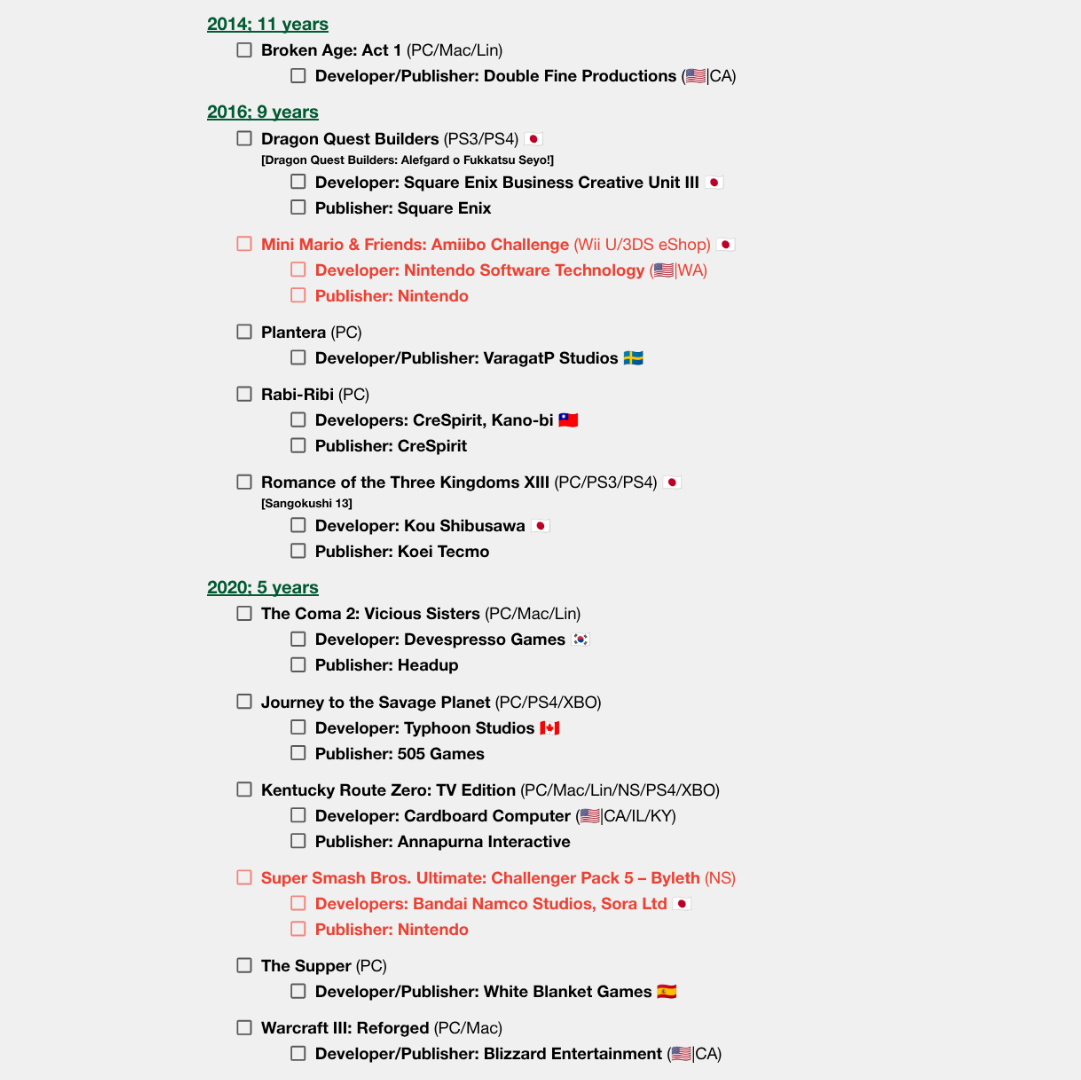 2014: 11 years
Broken Age: Act 1 (PC/Mac/Lin)
Developer/Publisher: Double Fine Productions (🇺🇸|CA)
2016: 9 years
Dragon Quest Builders (PS3/PS4) 🇯🇵
[Dragon Quest Builders: Alefgard o Fukkatsu Seyo!]
Developer: Square Enix Business Creative Unit III 🇯🇵
Publisher: Square Enix
Mini Mario & Friends: Amiibo Challenge (Wii U/3DS eShop) 🇯🇵
Developer: Nintendo Software Technology (🇺🇸|WA)
Publisher: Nintendo
Plantera (PC)
Developer/Publisher: VaragatP Studios 🇸🇪
Rabi-Ribi (PC)
Developers: CreSpirit, Kano-bi 🇹🇼
Publisher: CreSpirit
Romance of the Three Kingdoms XIII (PC/PS3/PS4) 🇯🇵
[Sangokushi 13]
Developer: Kou Shibusawa 🇯🇵
Publisher: Koei Tecmo
2020: 5 years
The Coma 2: Vicious Sisters (PC/Mac/Lin)
Developer: Devespresso Games 🇰🇷
Publisher: Headup
Journey to the Savage Planet (PC/PS4/XBO)
Developer: Typhoon Studios 🇨🇦
Publisher: 505 Games
Kentucky Route Zero: TV Edition (PC/Mac/Lin/NS/PS4/XBO)
Developer: Cardboard Computer (🇺🇸|CA/IL/KY)
Publisher: Annapurna Interactive
Super Smash Bros. Ultimate: Challenger Pack 5 – Byleth (NS)
Developers: Bandai Namco Studios, Sora Ltd 🇯🇵
Publisher: Nintendo
The Supper (PC)
Developer/Publisher: White Blanket Games 🇪🇸
Warcraft III: Reforged (PC/Mac)
Developer/Publisher: Blizzard Entertainment (🇺🇸|CA)